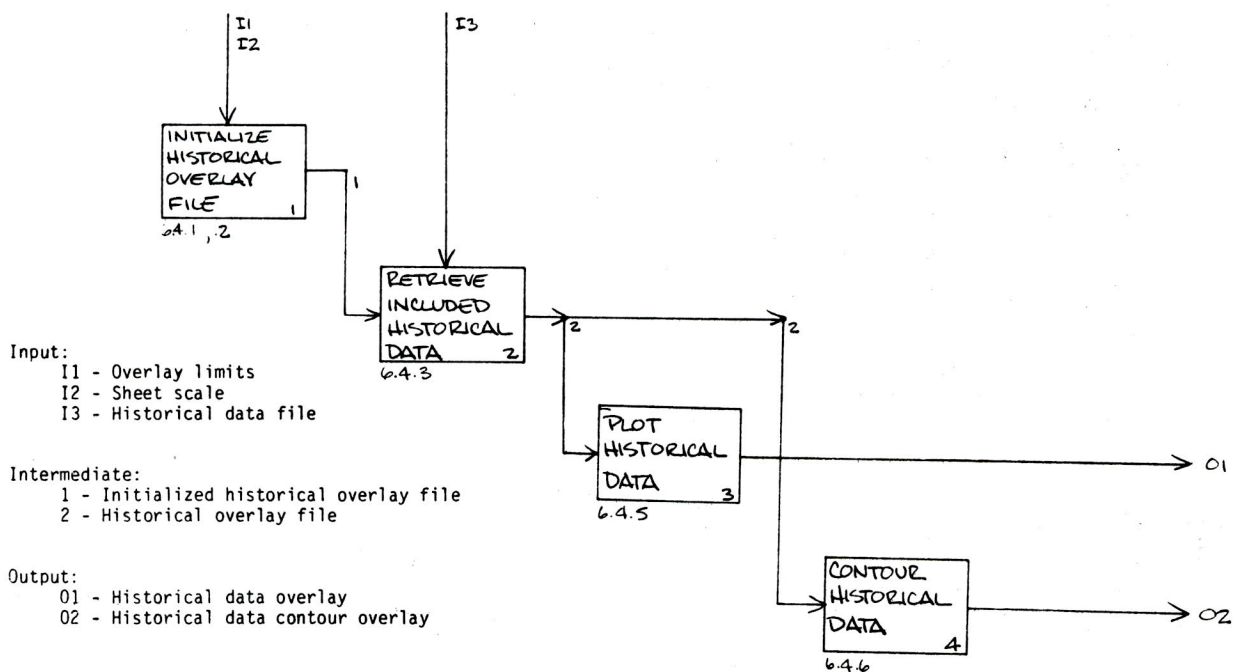 I1
I2
I3
INITIALIZE
HISTORICAL
OVERLAY
FILE 1
6.4.1, .2
1
RETRIEVE
INCLUDED
HISTORICAL
DATA 2
6.4.3
2
2
Input:
I1 - Overlay limits
I2 - Sheet scale
I3 - Historical data file
PLOT
HISTORICAL
DATA 3
6.4.5
O1
Intermediate:
1 - Initialized historical overlay file
2 - Historical overlay file
Output:
O1 - Historical data overlay
O2 - Historical data contour overlay
CONTOUR
HISTORICAL
DATA 4
6.4.6
O2